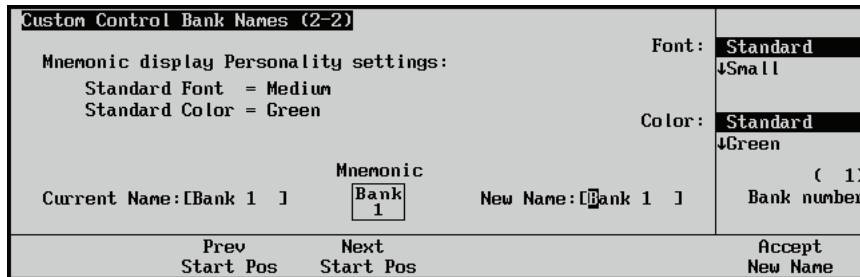 Custom Control Bank Names (2-2)
Mnemonic display Personality settings:
Standard Font = Medium
Standard Color = Green
Font:
Standard
↓Small
Color:
Standard
↓Green
Mnemonic
Current Name:[Bank 1 ]
Bank
1
New Name:[Bank 1 ]
( 1)
Bank number
Prev
Start Pos
Next
Start Pos
Accept
New Name